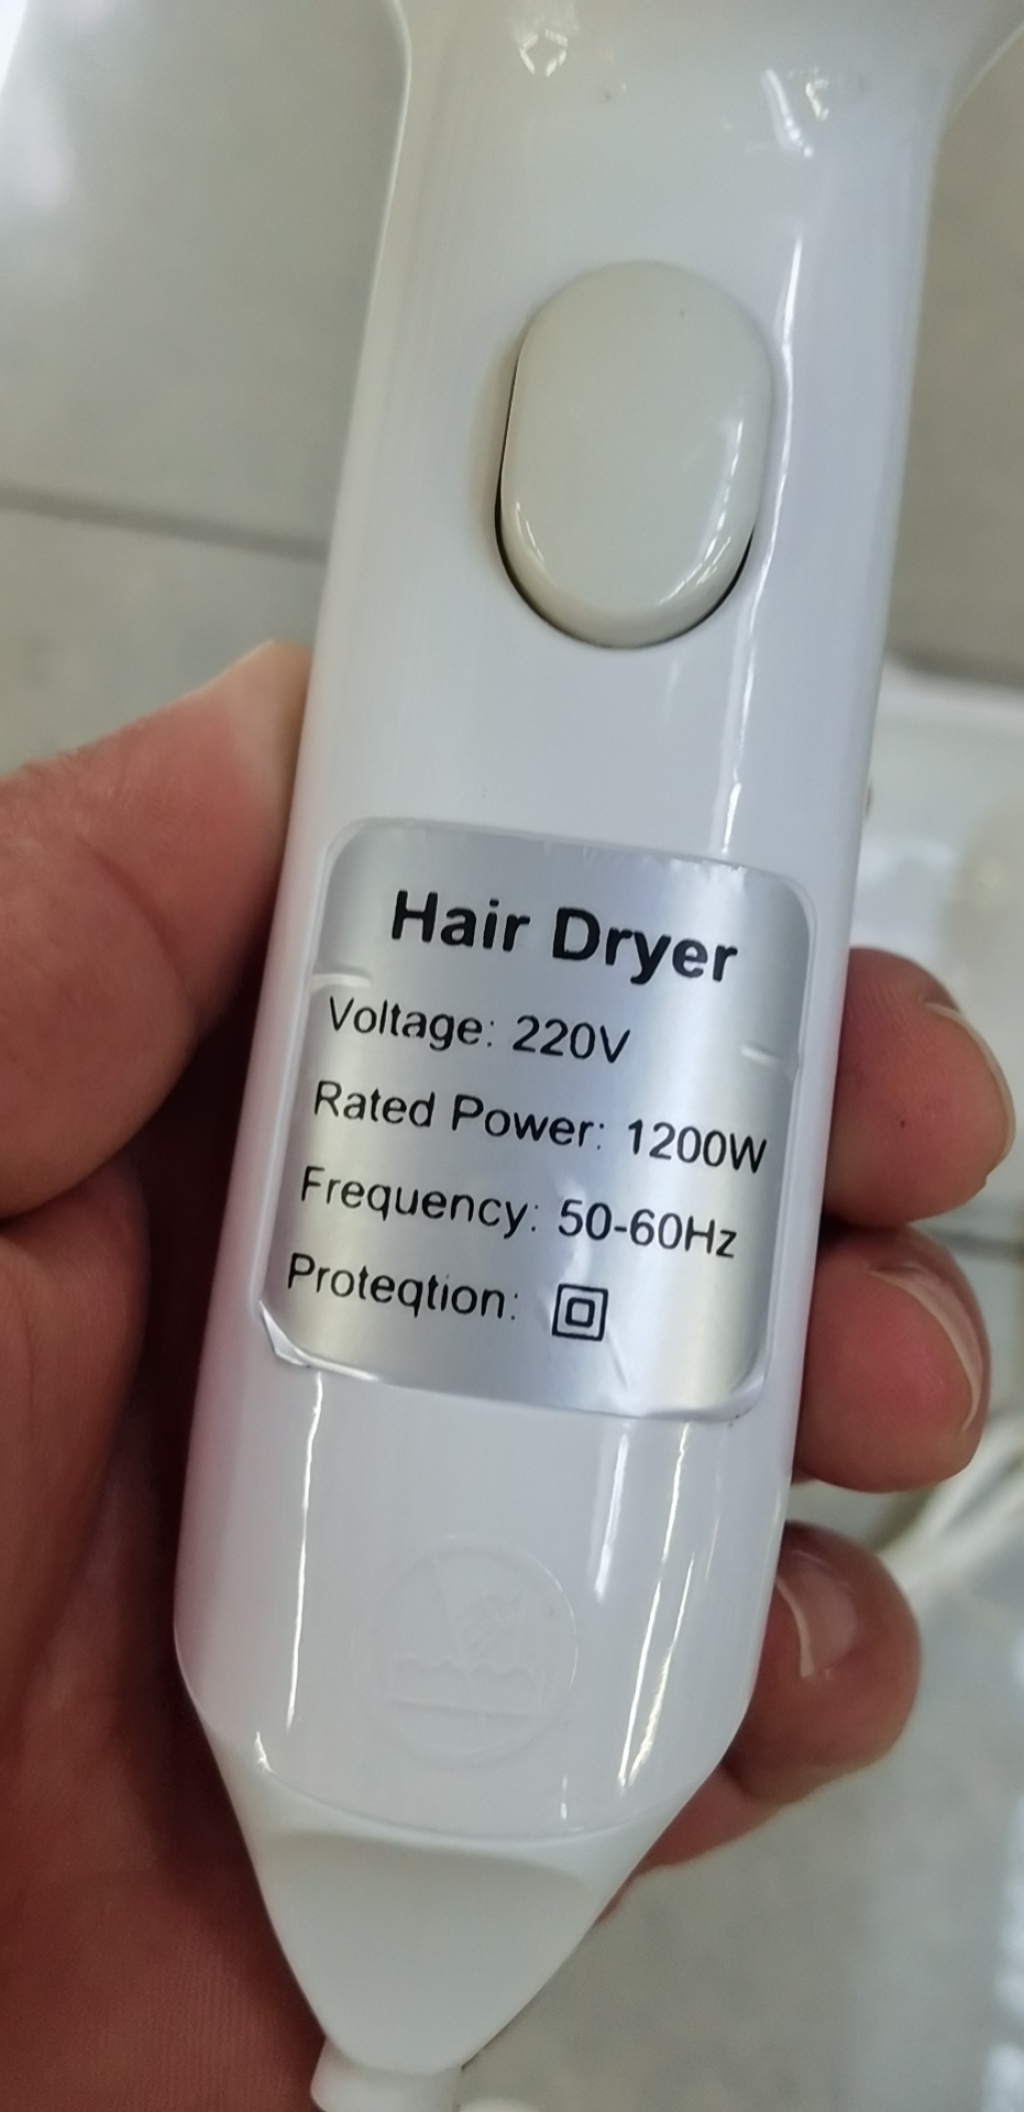 Hair Dryer
Voltage: 220V
Rated Power: 1200W
Frequency: 50-60Hz
Proteqtion: